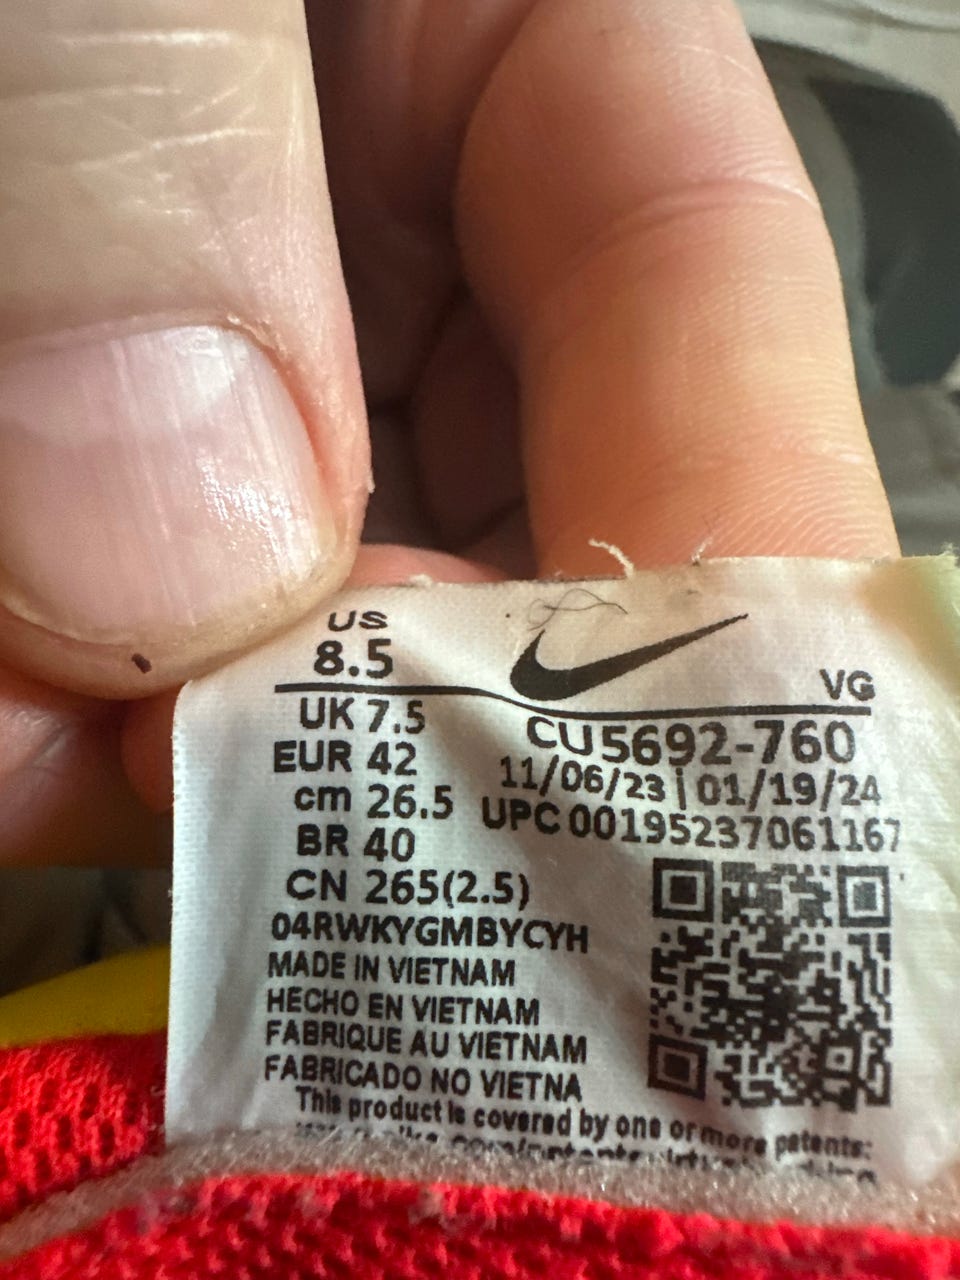 US
8.5
VG
UK 7.5
EUR 42
cm 26.5
BR 40
CN 265(2.5)
04RWKYGMBYCYH
MADE IN VIETNAM
HECHO EN VIETNAM
FABRIQUE AU VIETNAM
FABRICADO NO VIETNA
CU5692-760
11/06/23 | 01/19/24
UPC 00195237061167
This product is covered by one or more patents: